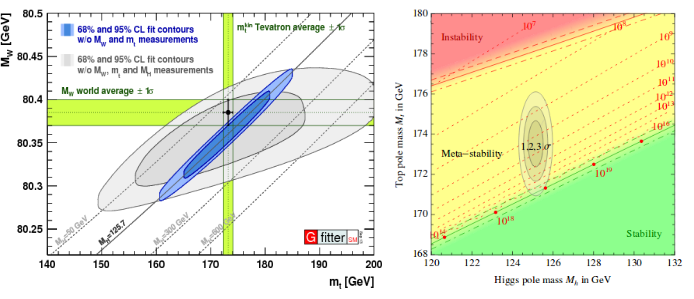 M_W [GeV]
80.5
80.45
80.4
80.35
80.3
80.25
68% and 95% CL fit contours
w/o M_W and m_t measurements
68% and 95% CL fit contours
w/o M_W, m_t and M_H measurements
M_W world average ± 1σ
m_t^kin Tevatron average ± 1σ
M_H=50 GeV
M_H=125.7
M_H=300 GeV
M_H=600 GeV
G fitter SM
140 150 160 170 180 190 200
m_t [GeV]
Top pole mass M_t in GeV
180
178
176
174
172
170
168
Instability
10^7
10^8
10^9
10^10
10^11
10^12
10^13
10^16
1,2,3 σ
Meta−stability
10^19
10^18
Stability
120 122 124 126 128 130 132
Higgs pole mass M_h in GeV